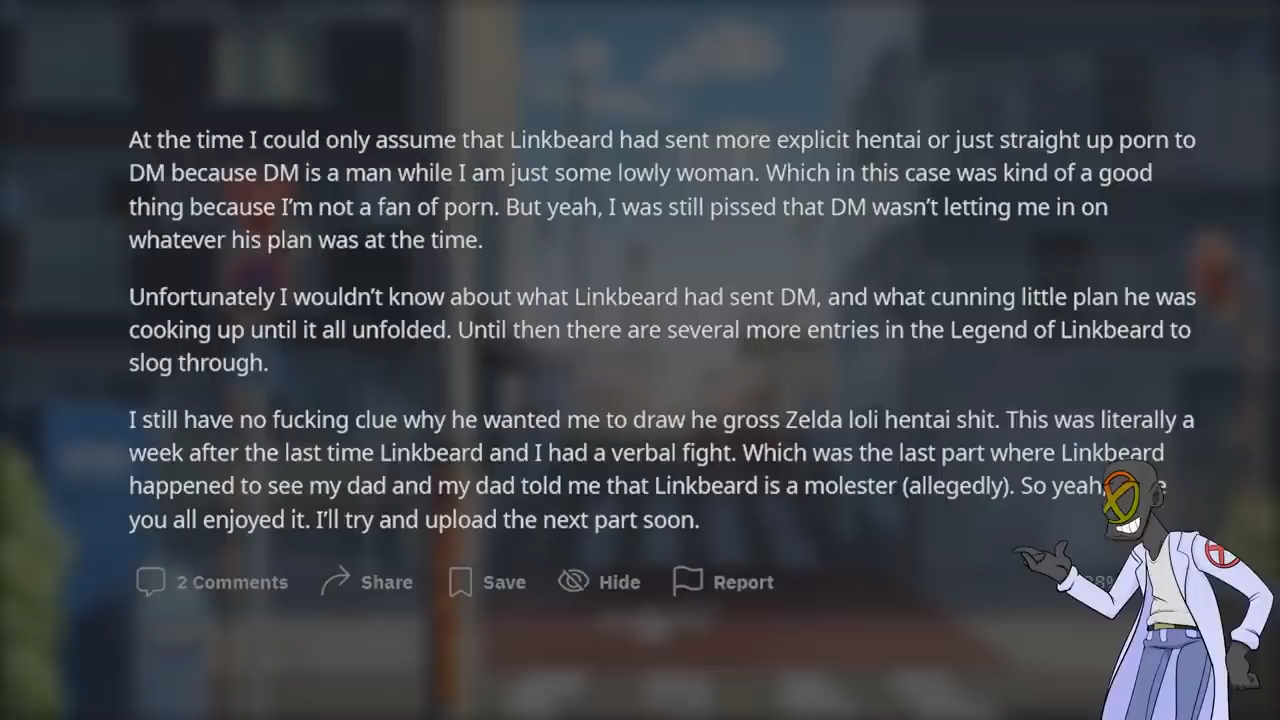 At the time I could only assume that Linkbeard had sent more explicit hentai or just straight up porn to
DM because DM is a man while I am just some lowly woman. Which in this case was kind of a good
thing because I'm not a fan of porn. But yeah, I was still pissed that DM wasn't letting me in on
whatever his plan was at the time.
Unfortunately I wouldn't know about what Linkbeard had sent DM, and what cunning little plan he was
cooking up until it all unfolded. Until then there are several more entries in the Legend of Linkbeard to
slog through.
I still have no fucking clue why he wanted me to draw he gross Zelda loli hentai shit. This was literally a
week after the last time Linkbeard and I had a verbal fight. Which was the last part where Linkbeard
happened to see my dad and my dad told me that Linkbeard is a molester (allegedly). So yeah,
you all enjoyed it. I'll try and upload the next part soon.
2 Comments Share Save Hide Report